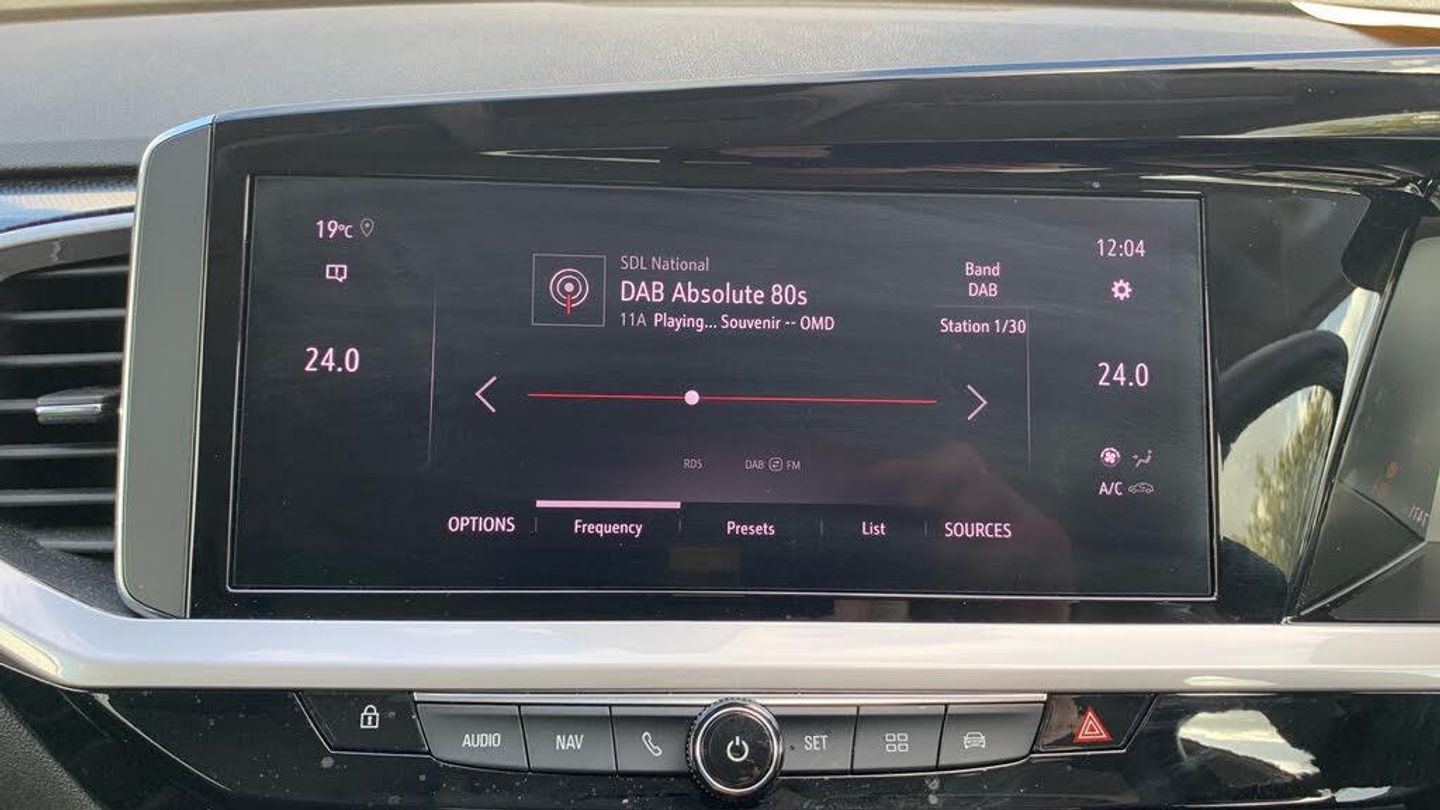 19°C
12:04
SDL National
DAB Absolute 80s
11A Playing... Souvenir -- OMD
Band
DAB
Station 1/30
24.0
24.0
RDS
DAB FM
A/C
OPTIONS
Frequency
Presets
List
SOURCES
AUDIO
NAV
SET